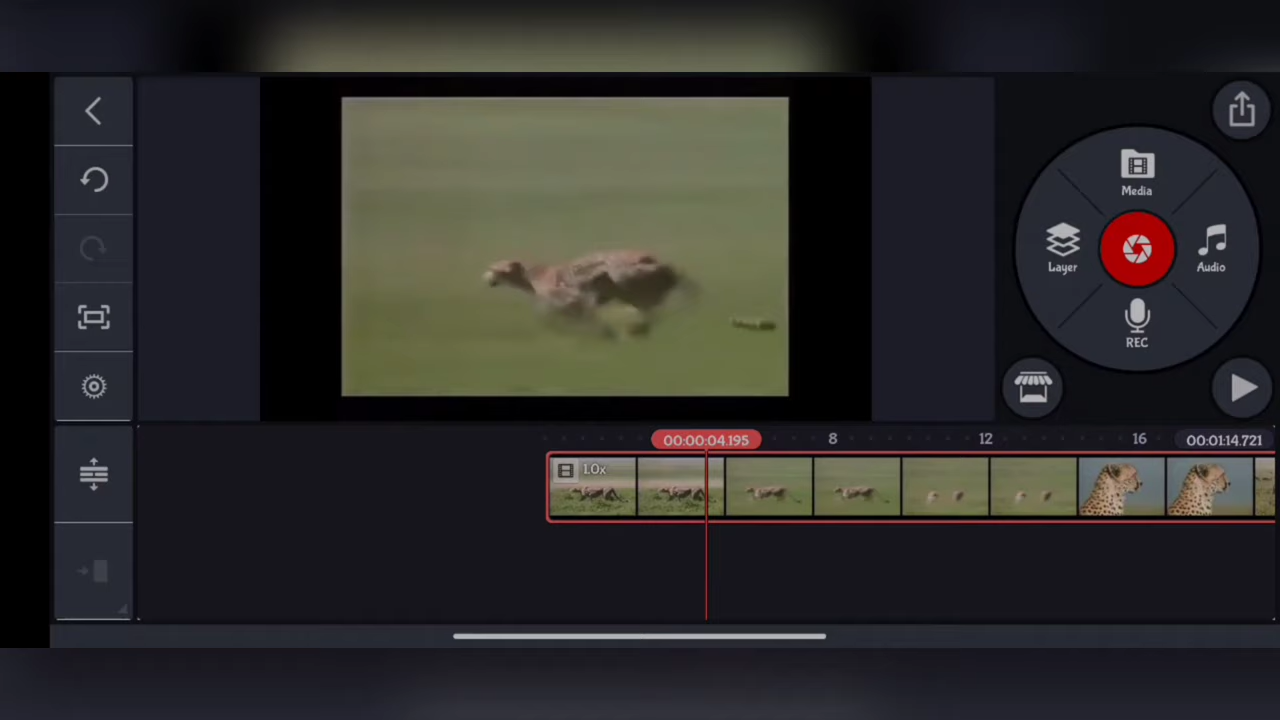 Media
Layer
Audio
REC
00:00:04.195
8
12
16
00:01:14.721
1.0x